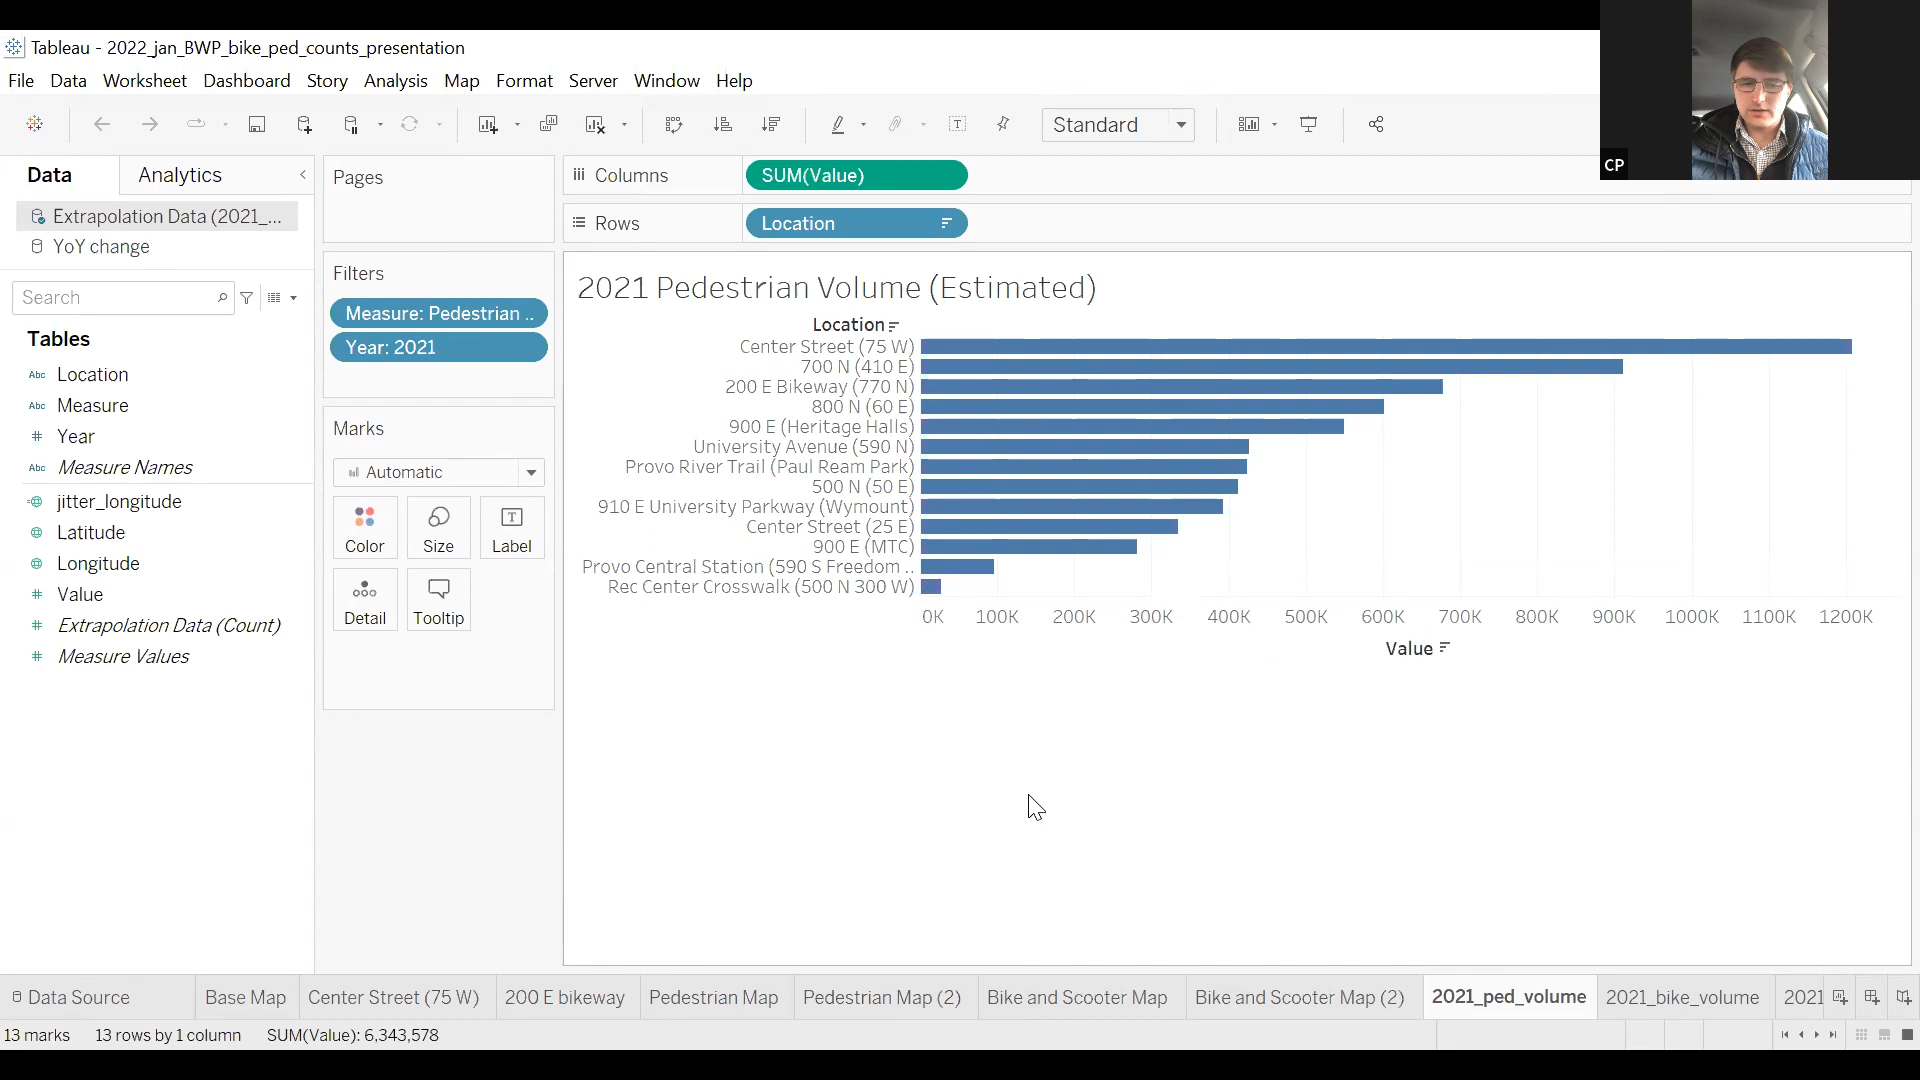 Tableau - 2022_jan_BWP_bike_ped_counts_presentation
File Data Worksheet Dashboard Story Analysis Map Format Server Window Help
Standard
CP
Data Analytics
Extrapolation Data (2021_...
YoY change
Search
Tables
Abc Location
Abc Measure
# Year
Abc Measure Names
jitter_longitude
Latitude
Longitude
# Value
# Extrapolation Data (Count)
# Measure Values
Pages
Filters
Measure: Pedestrian ..
Year: 2021
Marks
Automatic
Color Size Label
Detail Tooltip
Columns SUM(Value)
Rows Location
2021 Pedestrian Volume (Estimated)
Location
Center Street (75 W)
700 N (410 E)
200 E Bikeway (770 N)
800 N (60 E)
900 E (Heritage Halls)
University Avenue (590 N)
Provo River Trail (Paul Ream Park)
500 N (50 E)
910 E University Parkway (Wymount)
Center Street (25 E)
900 E (MTC)
Provo Central Station (590 S Freedom ..
Rec Center Crosswalk (500 N 300 W)
0K 100K 200K 300K 400K 500K 600K 700K 800K 900K 1000K 1100K 1200K
Value
Data Source Base Map Center Street (75 W) 200 E bikeway Pedestrian Map Pedestrian Map (2) Bike and Scooter Map Bike and Scooter Map (2) 2021_ped_volume 2021_bike_volume 2021
13 marks 13 rows by 1 column SUM(Value): 6,343,578